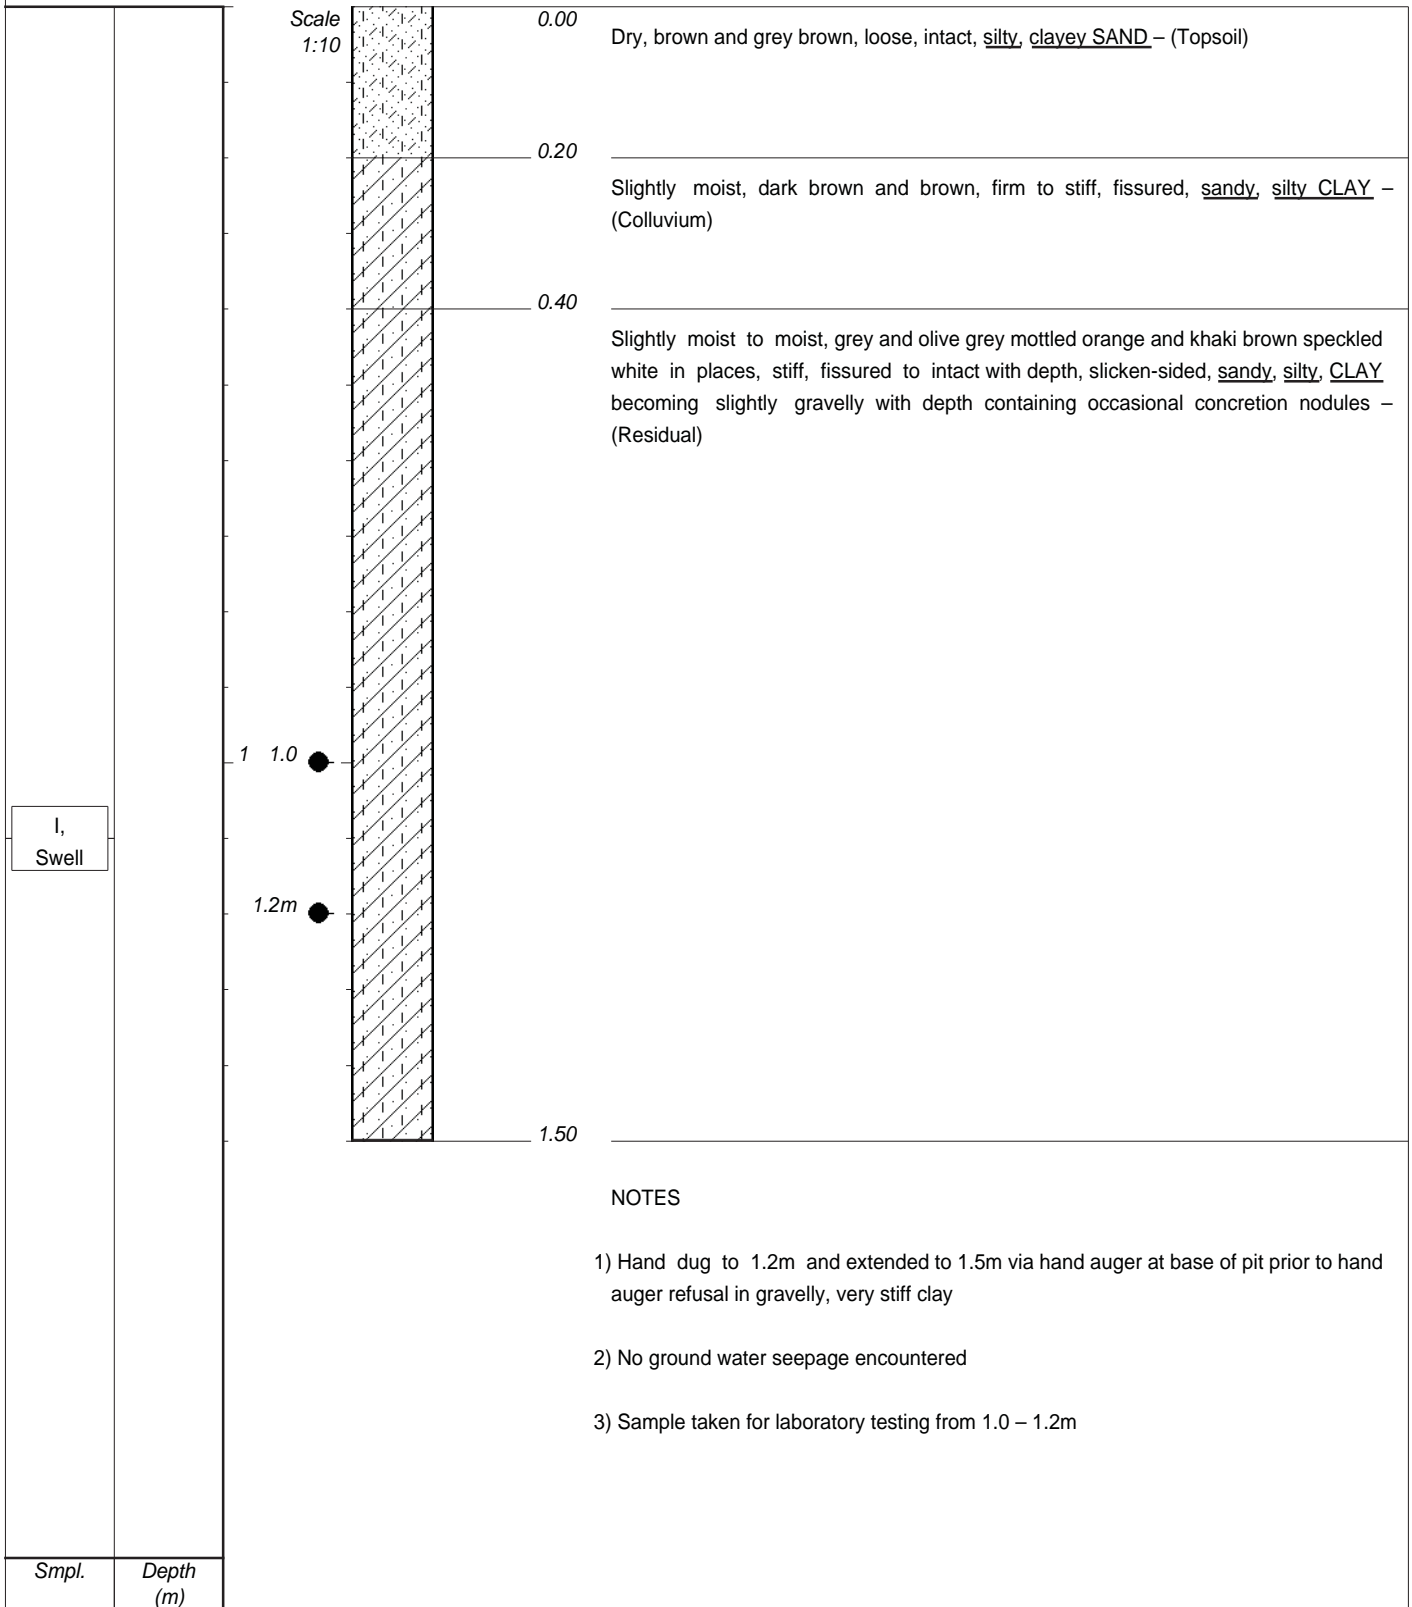 Scale
1:10
0.00
Dry, brown and grey brown, loose, intact, silty, clayey SAND – (Topsoil)
0.20
Slightly moist, dark brown and brown, firm to stiff, fissured, sandy, silty CLAY –
(Colluvium)
0.40
Slightly moist to moist, grey and olive grey mottled orange and khaki brown speckled
white in places, stiff, fissured to intact with depth, slicken-sided, sandy, silty, CLAY
becoming slightly gravelly with depth containing occasional concretion nodules –
(Residual)
1 1.0
I,
Swell
1.2m
1.50
NOTES
1) Hand dug to 1.2m and extended to 1.5m via hand auger at base of pit prior to hand
auger refusal in gravelly, very stiff clay
2) No ground water seepage encountered
3) Sample taken for laboratory testing from 1.0 – 1.2m
Smpl.
Depth
(m)